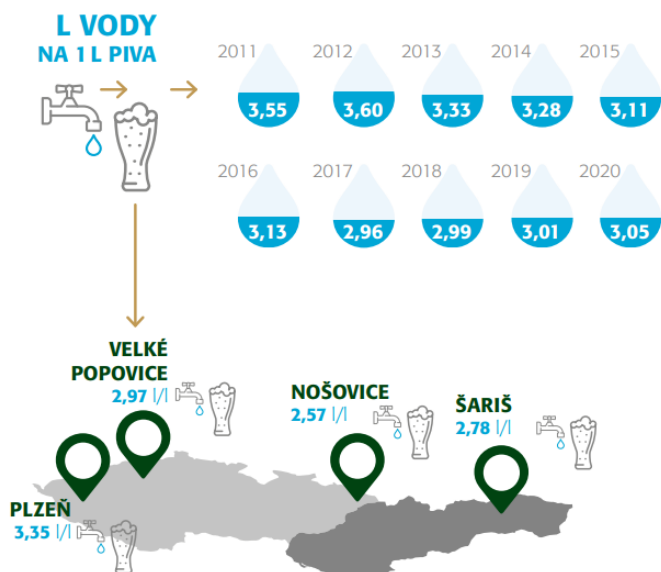 L VODY
NA 1 L PIVA
2011 2012 2013 2014 2015
3,55 3,60 3,33 3,28 3,11
2016 2017 2018 2019 2020
3,13 2,96 2,99 3,01 3,05
VELKÉ
POPOVICE
2,97 l/l
NOŠOVICE
2,57 l/l
ŠARIŠ
2,78 l/l
PLZEŇ
3,35 l/l